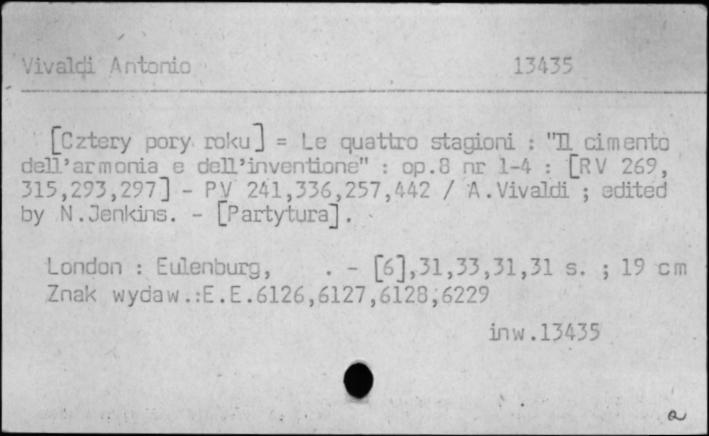 Vivaldi Antonio 13435
[Cztery pory roku] = Le quattro stagioni : "Il cimento
dell'armonia e dell'inventione" : op.8 nr 1-4 : [RV 269,
315,293,297] - PV 241,336,257,442 / A.Vivaldi ; edited
by N.Jenkins. - [Partytura].
London : Eulenburg, . - [6],31,33,31,31 s. ; 19 cm
Znak wydaw.:E.E.6126,6127,6128,6229
inw.13435
a